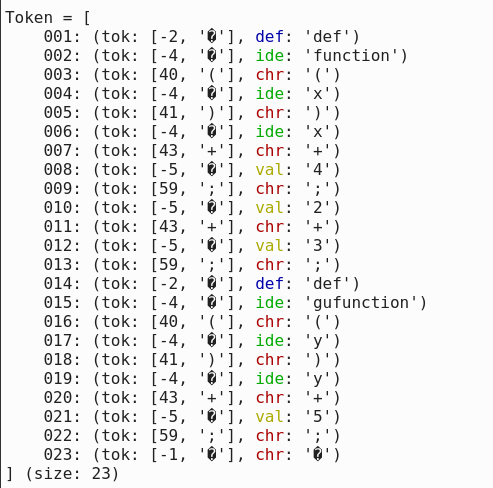 Token = [
    001: (tok: [-2, '�'], def: 'def')
    002: (tok: [-4, '�'], ide: 'function')
    003: (tok: [40, '('], chr: '(')
    004: (tok: [-4, '�'], ide: 'x')
    005: (tok: [41, ')'], chr: ')')
    006: (tok: [-4, '�'], ide: 'x')
    007: (tok: [43, '+'], chr: '+')
    008: (tok: [-5, '�'], val: '4')
    009: (tok: [59, ';'], chr: ';')
    010: (tok: [-5, '�'], val: '2')
    011: (tok: [43, '+'], chr: '+')
    012: (tok: [-5, '�'], val: '3')
    013: (tok: [59, ';'], chr: ';')
    014: (tok: [-2, '�'], def: 'def')
    015: (tok: [-4, '�'], ide: 'gufunction')
    016: (tok: [40, '('], chr: '(')
    017: (tok: [-4, '�'], ide: 'y')
    018: (tok: [41, ')'], chr: ')')
    019: (tok: [-4, '�'], ide: 'y')
    020: (tok: [43, '+'], chr: '+')
    021: (tok: [-5, '�'], val: '5')
    022: (tok: [59, ';'], chr: ';')
    023: (tok: [-1, '�'], chr: '�')
] (size: 23)